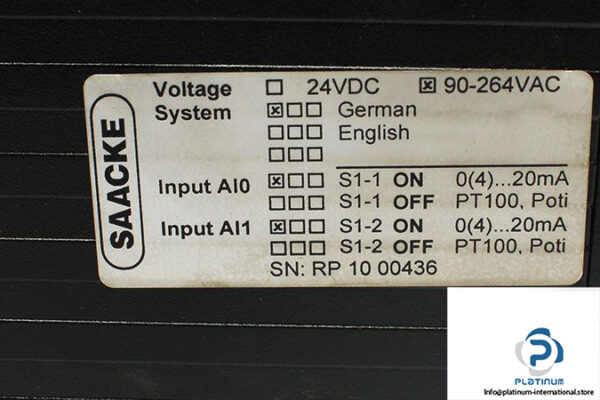 SAACKE
Voltage ☐ 24VDC ☒ 90-264VAC
System ☒☐☐ German
☐☐☐ English
☐☐☐
Input AI0 ☒☐☐ S1-1 ON 0(4)...20mA
☐☐☐ S1-1 OFF PT100, Poti
Input AI1 ☒☐☐ S1-2 ON 0(4)...20mA
☐☐☐ S1-2 OFF PT100, Poti
SN: RP 10 00436
PLATINUM
Info@platinum-international.store